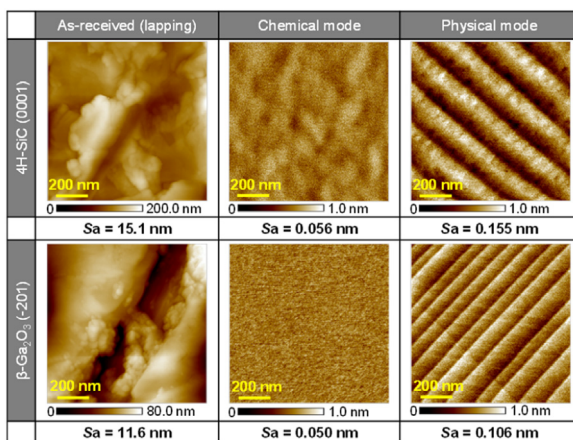 As-received (lapping) Chemical mode Physical mode
4H-SiC (0001)
200 nm 200 nm 200 nm
0 200.0 nm 0 1.0 nm 0 1.0 nm
Sa = 15.1 nm Sa = 0.056 nm Sa = 0.155 nm
β-Ga₂O₃ (-201)
200 nm 200 nm 200 nm
0 80.0 nm 0 1.0 nm 0 1.0 nm
Sa = 11.6 nm Sa = 0.050 nm Sa = 0.106 nm